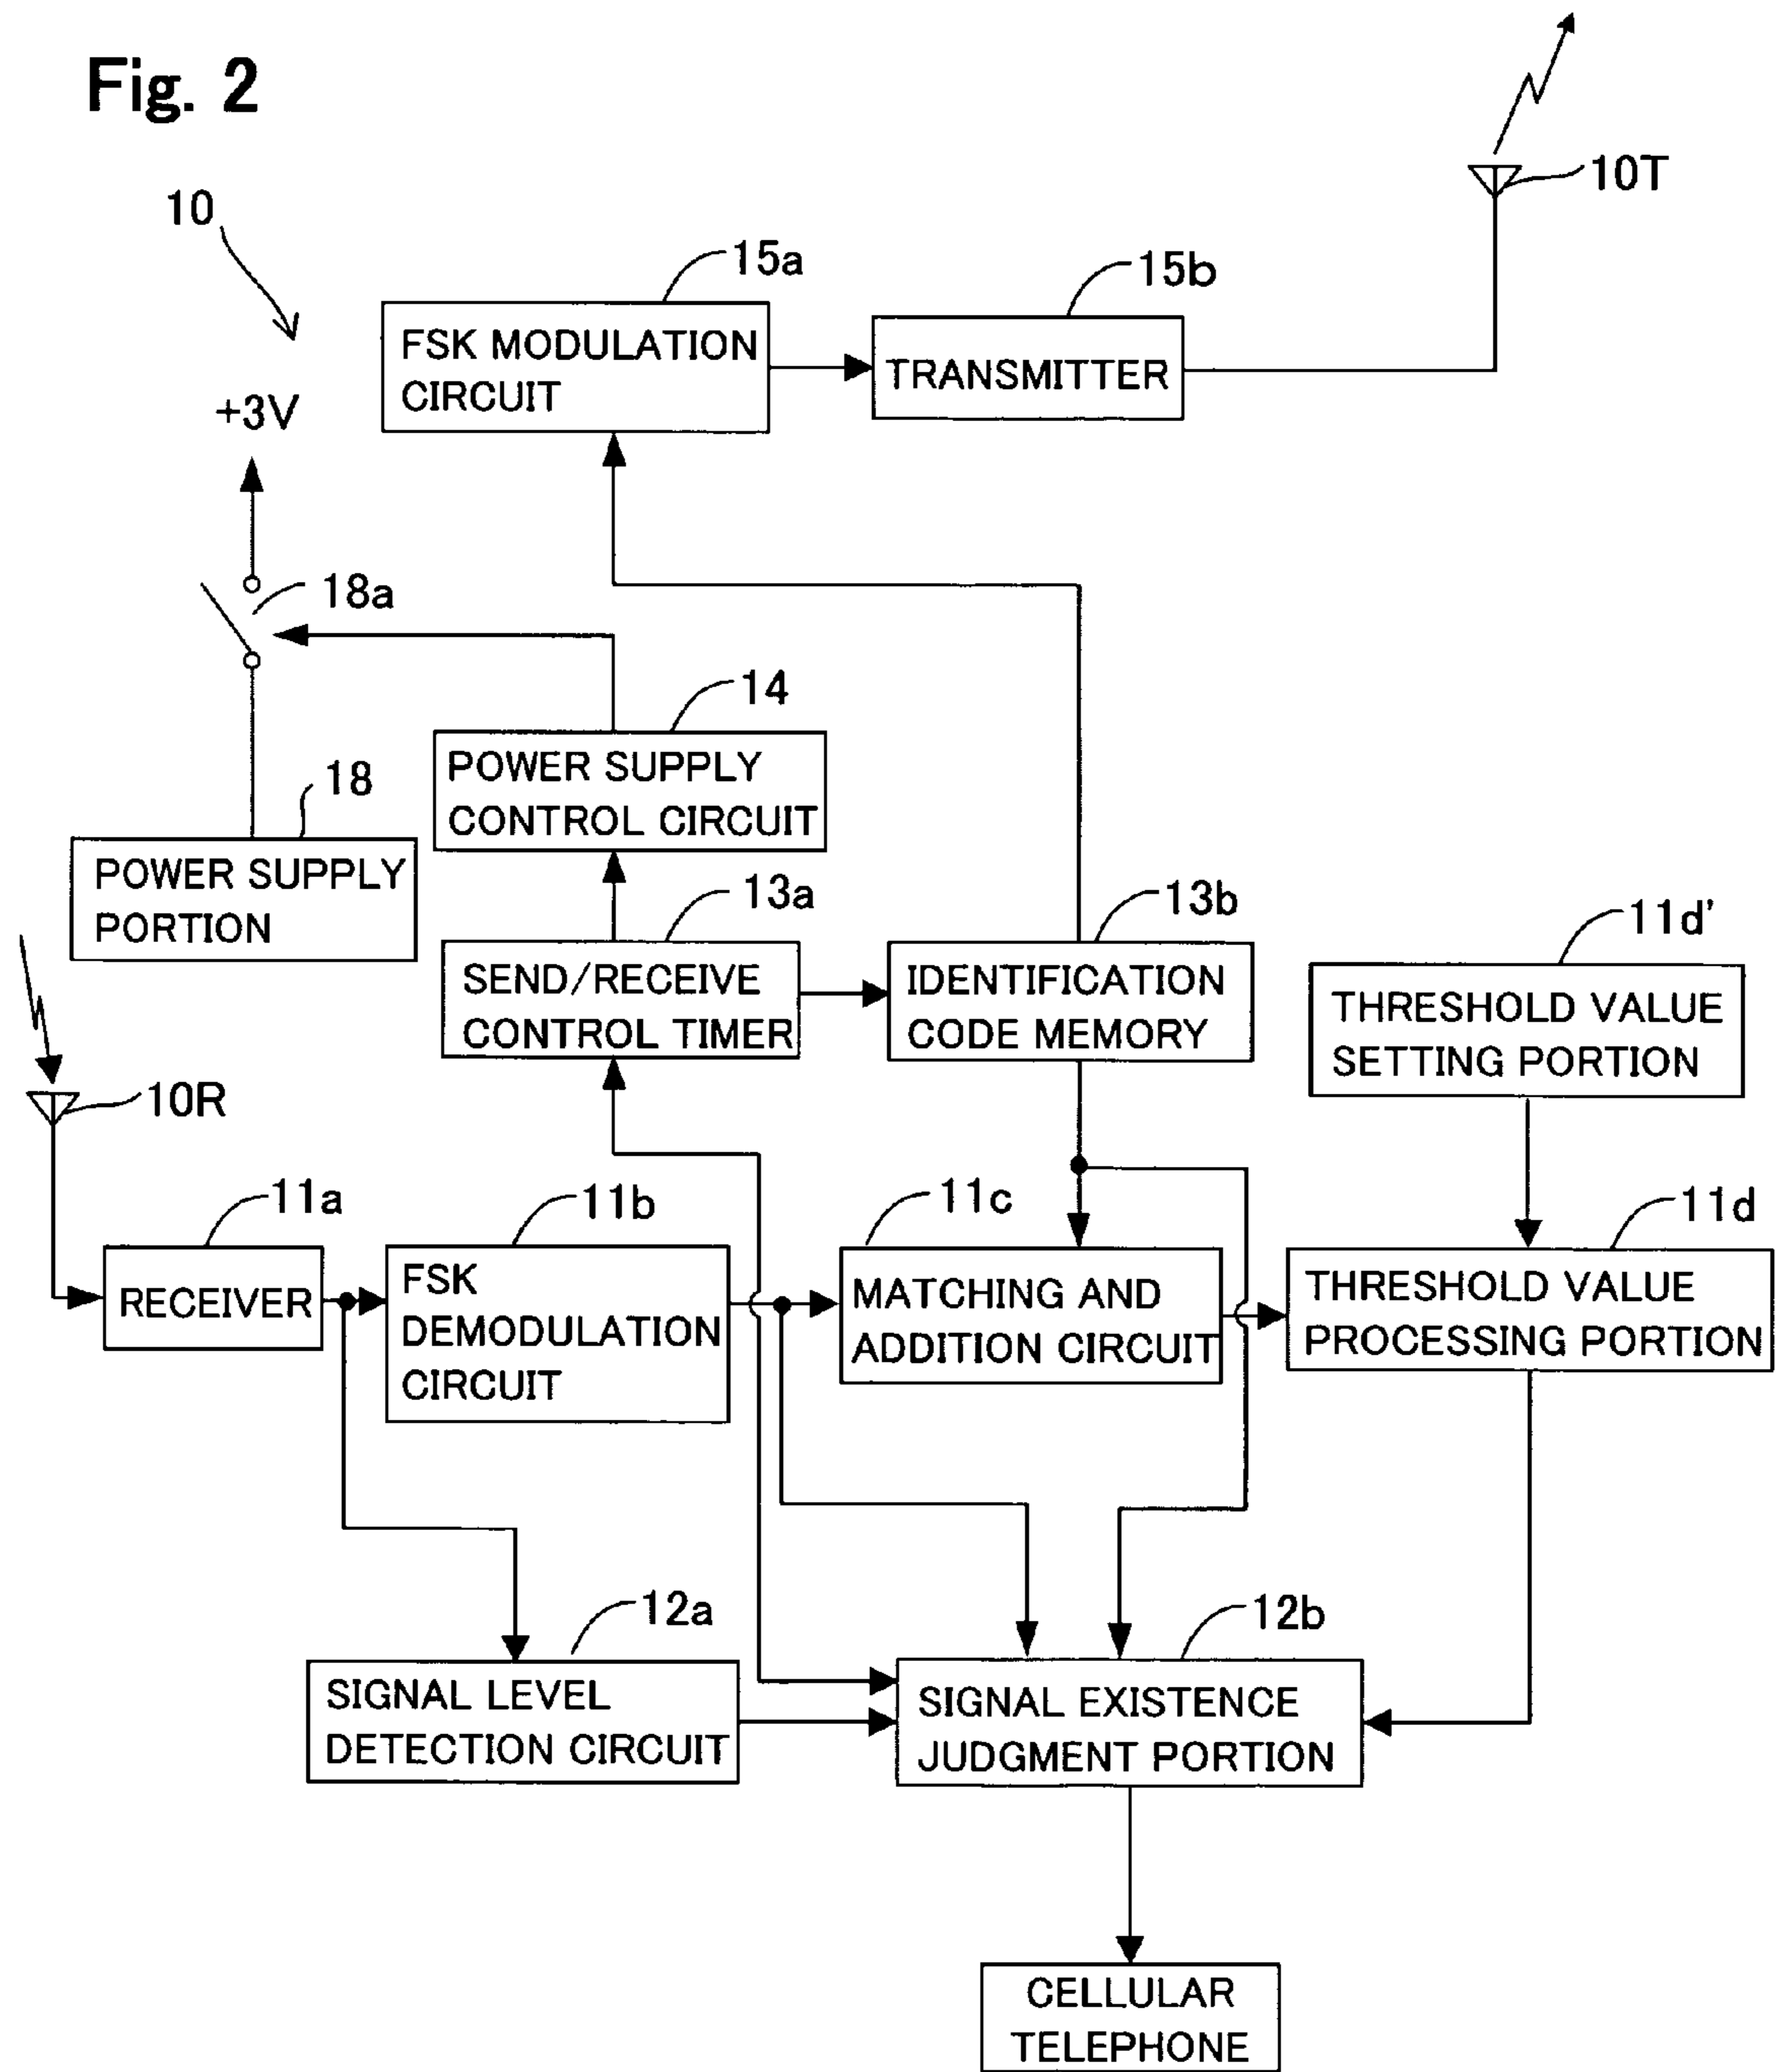 Fig. 2
10T
10
15a
15b
FSK MODULATION
CIRCUIT
TRANSMITTER
+3V
18a
14
POWER SUPPLY
CONTROL CIRCUIT
18
POWER SUPPLY
PORTION
13a
SEND/RECEIVE
CONTROL TIMER
13b
IDENTIFICATION
CODE MEMORY
11d'
THRESHOLD VALUE
SETTING PORTION
10R
11a
RECEIVER
11b
FSK
DEMODULATION
CIRCUIT
11c
MATCHING AND
ADDITION CIRCUIT
11d
THRESHOLD VALUE
PROCESSING PORTION
12a
SIGNAL LEVEL
DETECTION CIRCUIT
12b
SIGNAL EXISTENCE
JUDGMENT PORTION
CELLULAR
TELEPHONE